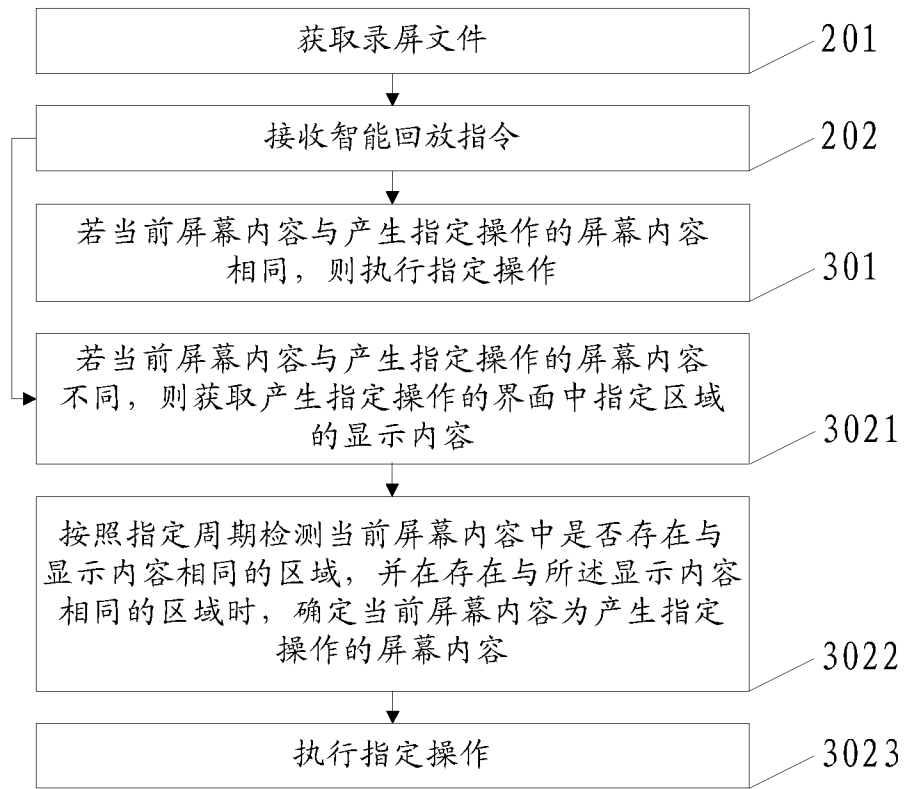 获取录屏文件
201
接收智能回放指令
202
若当前屏幕内容与产生指定操作的屏幕内容
相同，则执行指定操作
301
若当前屏幕内容与产生指定操作的屏幕内容
不同，则获取产生指定操作的界面中指定区域
的显示内容
3021
按照指定周期检测当前屏幕内容中是否存在与
显示内容相同的区域，并在存在与所述显示内容
相同的区域时，确定当前屏幕内容为产生指定
操作的屏幕内容
3022
执行指定操作
3023